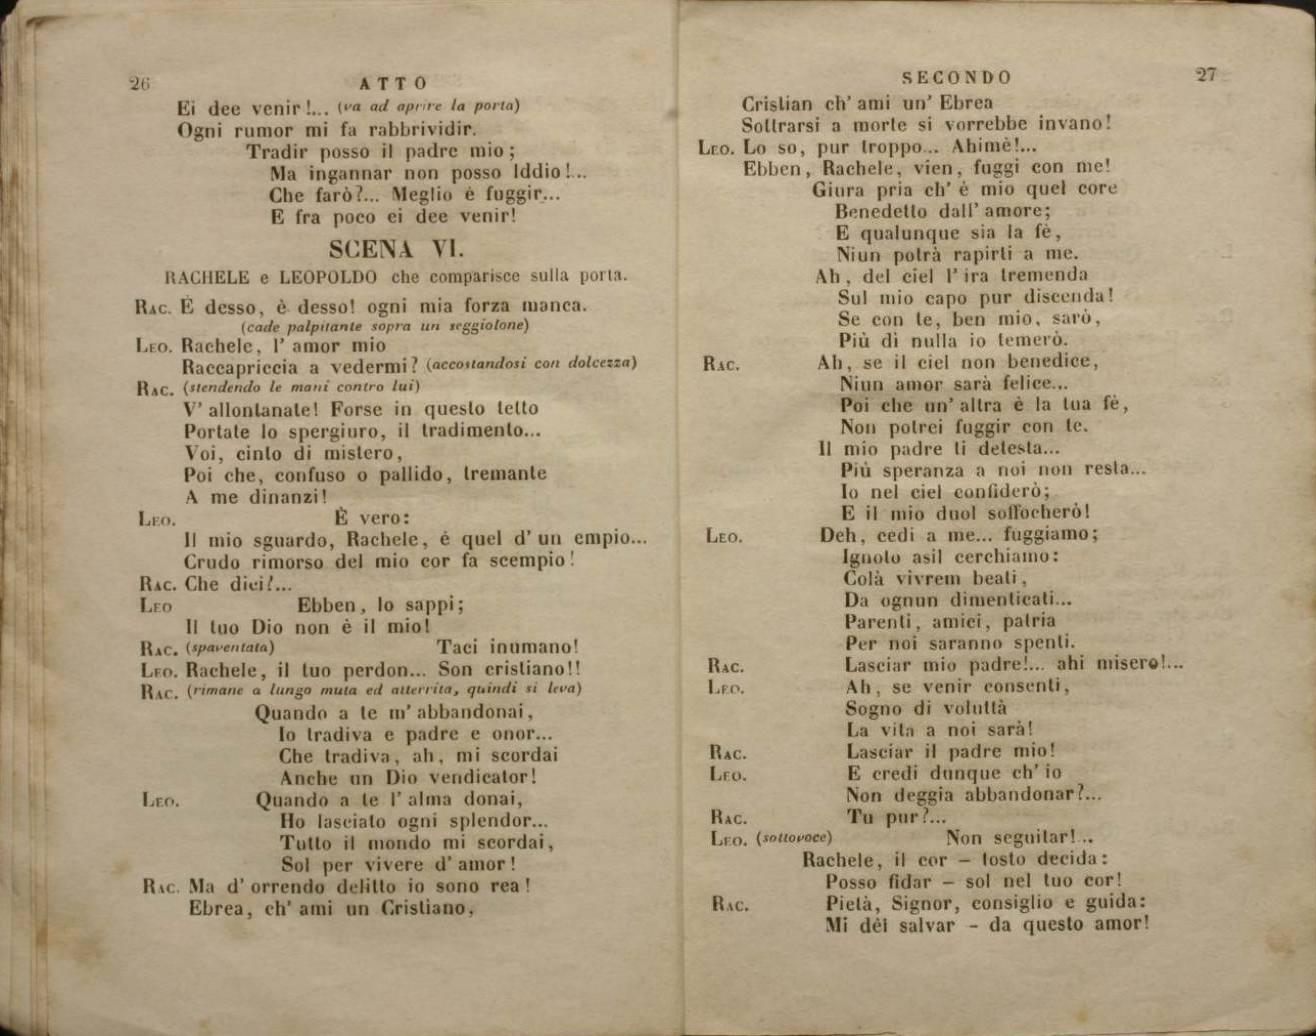 26
ATTO
Ei dee venir!... (va ad aprire la porta)
Ogni rumor mi fa rabbrividir.
Tradir posso il padre mio;
Ma ingannar non posso Iddio!...
Che farò?... Meglio è fuggir...
E fra poco ei dee venir!
SCENA VI.
RACHELE e LEOPOLDO che comparisce sulla porta.
RAC. È desso, è desso! ogni mia forza manca.
(cade palpitante sopra un seggiolone)
LEO. Rachele, l' amor mio
Raccapriccia a vedermi? (accostandosi con dolcezza)
RAC. (stendendo le mani contro lui)
V' allontanate! Forse in questo tetto
Portate lo spergiuro, il tradimento...
Voi, cinto di mistero,
Poi che, confuso o pallido, tremante
A me dinanzi!
LEO. È vero:
Il mio sguardo, Rachele, è quel d' un empio...
Crudo rimorso del mio cor fa scempio!
RAC. Che dici?...
LEO Ebben, lo sappi;
Il tuo Dio non è il mio!
RAC. (spaventata) Taci inumano!
LEO. Rachele, il tuo perdon... Son cristiano!!
RAC. (rimane a lungo muta ed atterrita, quindi si leva)
Quando a te m' abbandonai,
Io tradiva e padre e onor...
Che tradiva, ah, mi scordai
Anche un Dio vendicator!
LEO. Quando a te l' alma donai,
Ho lasciato ogni splendor...
Tutto il mondo mi scordai,
Sol per vivere d' amor!
RAC. Ma d' orrendo delitto io sono rea!
Ebrea, ch' ami un Cristiano,
SECONDO
27
Cristian ch' ami un' Ebrea
Sottrarsi a morte si vorrebbe invano!
LEO. Lo so, pur troppo... Ahimè!...
Ebben, Rachele, vien, fuggi con me!
Giura pria ch' è mio quel core
Benedetto dall' amore;
E qualunque sia la fè,
Niun potrà rapirti a me.
Ah, del ciel l' ira tremenda
Sul mio capo pur discenda!
Se con te, ben mio, sarò,
Più di nulla io temerò.
RAC. Ah, se il ciel non benedice,
Niun amor sarà felice...
Poi che un' altra è la tua fè,
Non potrei fuggir con te.
Il mio padre ti detesta...
Più speranza a noi non resta...
Io nel ciel confiderò;
E il mio duol soffocherò!
LEO. Deh, cedi a me... fuggiamo;
Ignoto asil cerchiamo:
Colà vivrem beati,
Da ognun dimenticati...
Parenti, amici, patria
Per noi saranno spenti.
RAC. Lasciar mio padre!... ahi misero!...
LEO. Ah, se venir consenti,
Sogno di voluttà
La vita a noi sarà!
RAC. Lasciar il padre mio!
LEO. E credi dunque ch' io
Non deggia abbandonar?...
RAC. Tu pur?...
LEO. (sottovoce) Non seguitar!...
Rachele, il cor – tosto decida:
Posso fidar – sol nel tuo cor!
RAC. Pietà, Signor, consiglio e guida:
Mi dèi salvar – da questo amor!